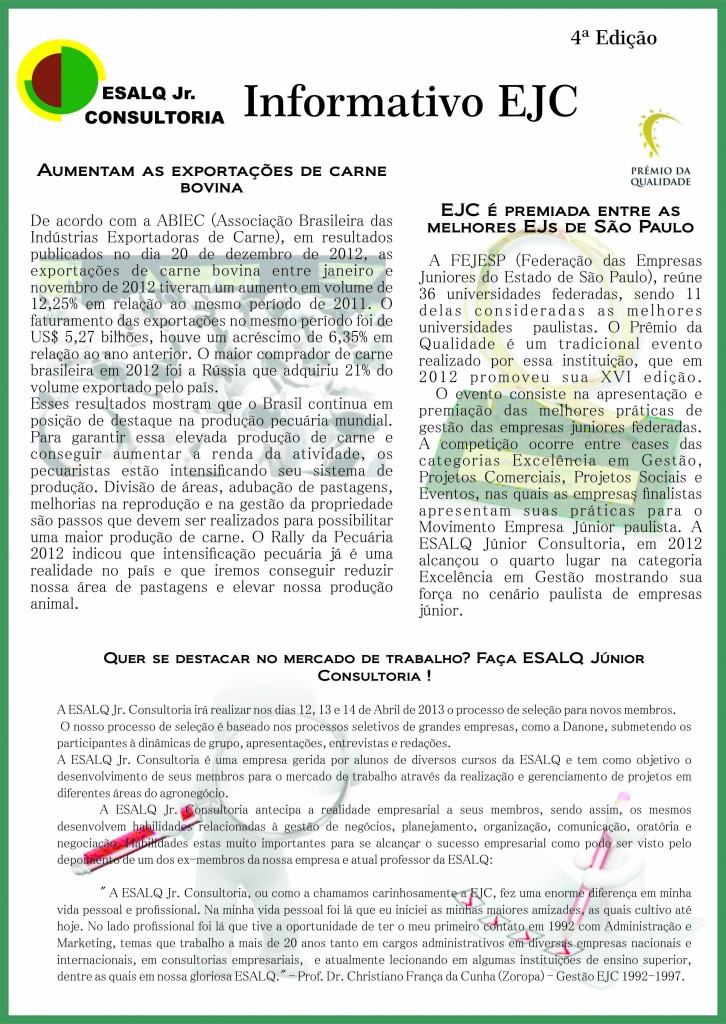 4ª Edição
ESALQ Jr.
CONSULTORIA
Informativo EJC
PRÊMIO DA
QUALIDADE
AUMENTAM AS EXPORTAÇÕES DE CARNE
BOVINA
De acordo com a ABIEC (Associação Brasileira das
Indústrias Exportadoras de Carne), em resultados
publicados no dia 20 de dezembro de 2012, as
exportações de carne bovina entre janeiro e
novembro de 2012 tiveram um aumento em volume de
12,25% em relação ao mesmo período de 2011. O
faturamento das exportações no mesmo período foi de
US$ 5,27 bilhões, houve um acréscimo de 6,35% em
relação ao ano anterior. O maior comprador de carne
brasileira em 2012 foi a Rússia que adquiriu 21% do
volume exportado pelo país.
Esses resultados mostram que o Brasil continua em
posição de destaque na produção pecuária mundial.
Para garantir essa elevada produção de carne e
conseguir aumentar a renda da atividade, os
pecuaristas estão intensificando seu sistema de
produção. Divisão de áreas, adubação de pastagens,
melhorias na reprodução e na gestão da propriedade
são passos que devem ser realizados para possibilitar
uma maior produção de carne. O Rally da Pecuária
2012 indicou que intensificação pecuária já é uma
realidade no país e que iremos conseguir reduzir
nossa área de pastagens e elevar nossa produção
animal.
EJC É PREMIADA ENTRE AS
MELHORES EJS DE SÃO PAULO
A FEJESP (Federação das Empresas
Juniores do Estado de São Paulo), reúne
36 universidades federadas, sendo 11
delas consideradas as melhores
universidades paulistas. O Prêmio da
Qualidade é um tradicional evento
realizado por essa instituição, que em
2012 promoveu sua XVI edição.
O evento consiste na apresentação e
premiação das melhores práticas de
gestão das empresas juniores federadas.
A competição ocorre entre cases das
categorias Excelência em Gestão,
Projetos Comerciais, Projetos Sociais e
Eventos, nas quais as empresas finalistas
apresentam suas práticas para o
Movimento Empresa Júnior paulista. A
ESALQ Júnior Consultoria, em 2012
alcançou o quarto lugar na categoria
Excelência em Gestão mostrando sua
força no cenário paulista de empresas
júnior.
QUER SE DESTACAR NO MERCADO DE TRABALHO? FAÇA ESALQ JÚNIOR
CONSULTORIA !
A ESALQ Jr. Consultoria irá realizar nos dias 12, 13 e 14 de Abril de 2013 o processo de seleção para novos membros.
O nosso processo de seleção é baseado nos processos seletivos de grandes empresas, como a Danone, submetendo os
participantes à dinâmicas de grupo, apresentações, entrevistas e redações.
A ESALQ Jr. Consultoria é uma empresa gerida por alunos de diversos cursos da ESALQ e tem como objetivo o
desenvolvimento de seus membros para o mercado de trabalho através da realização e gerenciamento de projetos em
diferentes áreas do agronegócio.
A ESALQ Jr. Consultoria antecipa a realidade empresarial a seus membros, sendo assim, os mesmos
desenvolvem habilidades relacionadas à gestão de negócios, planejamento, organização, comunicação, oratória e
negociação. Habilidades estas muito importantes para se alcançar o sucesso empresarial como pode ser visto pelo
depoimento de um dos ex-membros da nossa empresa e atual professor da ESALQ:
" A ESALQ Jr. Consultoria, ou como a chamamos carinhosamente a EJC, fez uma enorme diferença em minha
vida pessoal e profissional. Na minha vida pessoal foi lá que eu iniciei as minhas maiores amizades, as quais cultivo até
hoje. No lado profissional foi lá que tive a oportunidade de ter o meu primeiro contato em 1992 com Administração e
Marketing, temas que trabalho a mais de 20 anos tanto em cargos administrativos em diversas empresas nacionais e
internacionais, em consultorias empresariais, e atualmente lecionando em algumas instituições de ensino superior,
dentre as quais em nossa gloriosa ESALQ." - Prof. Dr. Christiano França da Cunha (Zoropa) - Gestão EJC 1992-1997.